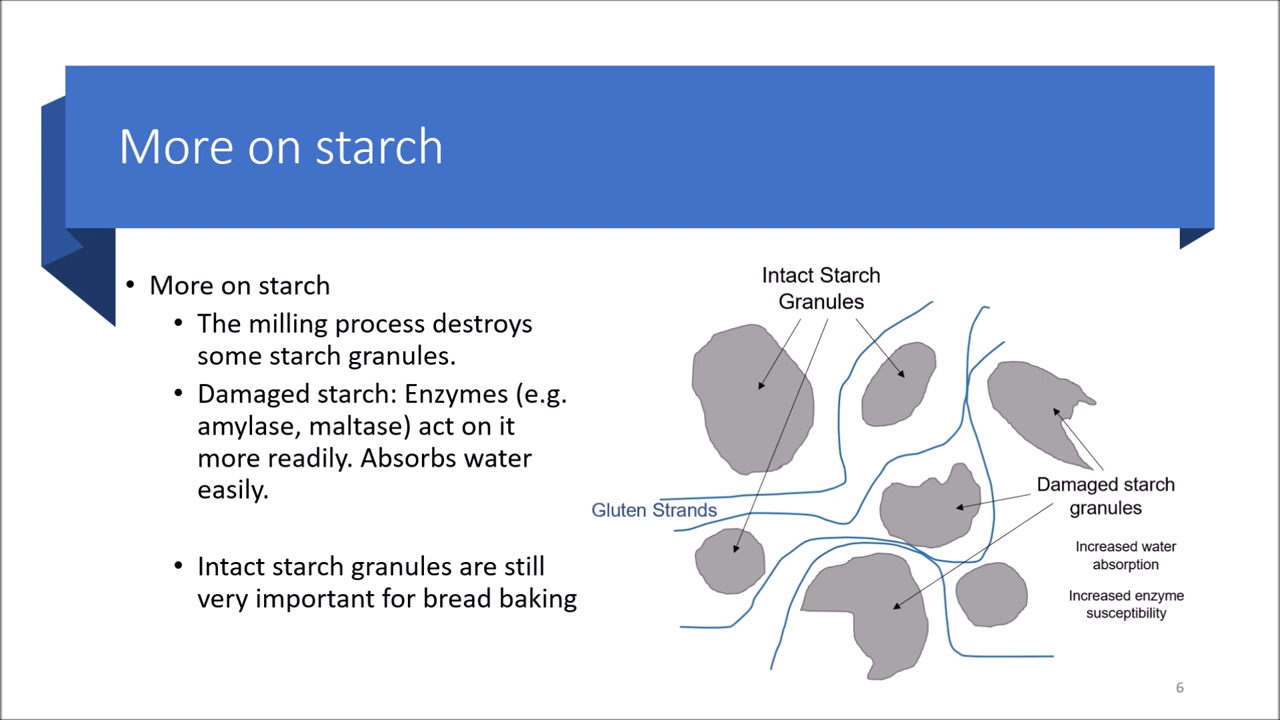 More on starch
• More on starch
• The milling process destroys
some starch granules.
• Damaged starch: Enzymes (e.g.
amylase, maltase) act on it
more readily. Absorbs water
easily.
• Intact starch granules are still
very important for bread baking
Intact Starch
Granules
Gluten Strands
Damaged starch
granules
Increased water
absorption
Increased enzyme
susceptibility
6